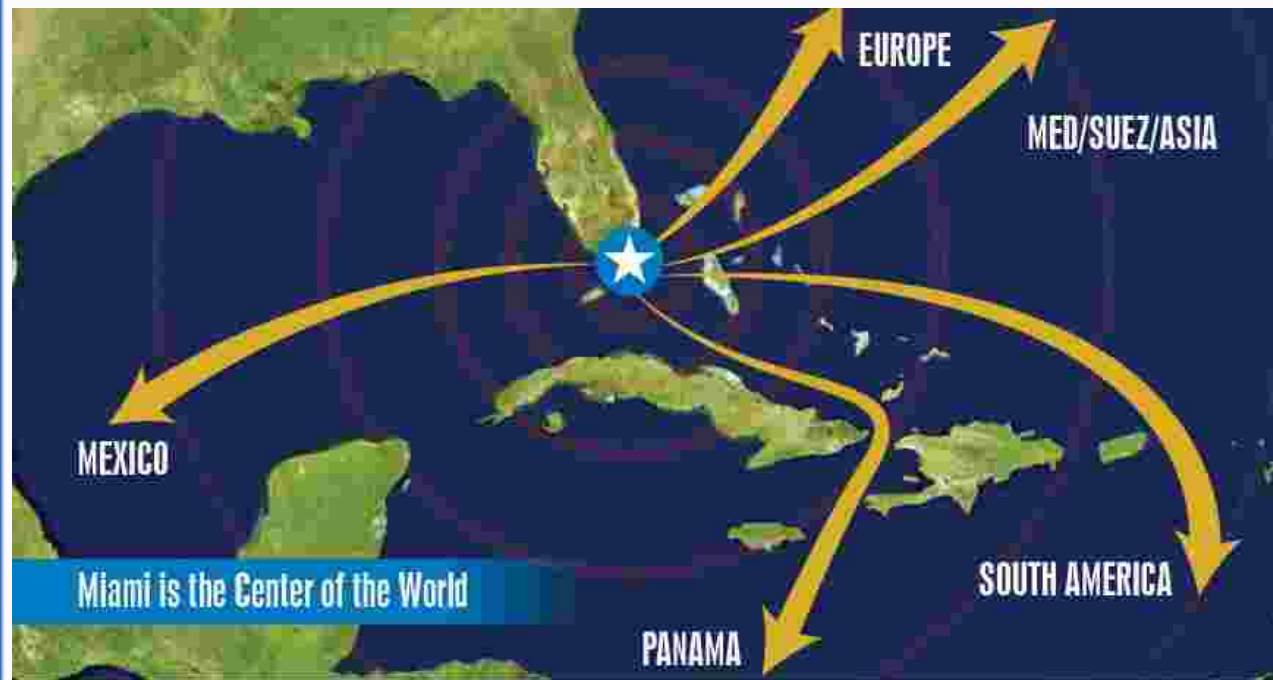 EUROPE
MED/SUEZ/ASIA
MEXICO
SOUTH AMERICA
Miami is the Center of the World
PANAMA